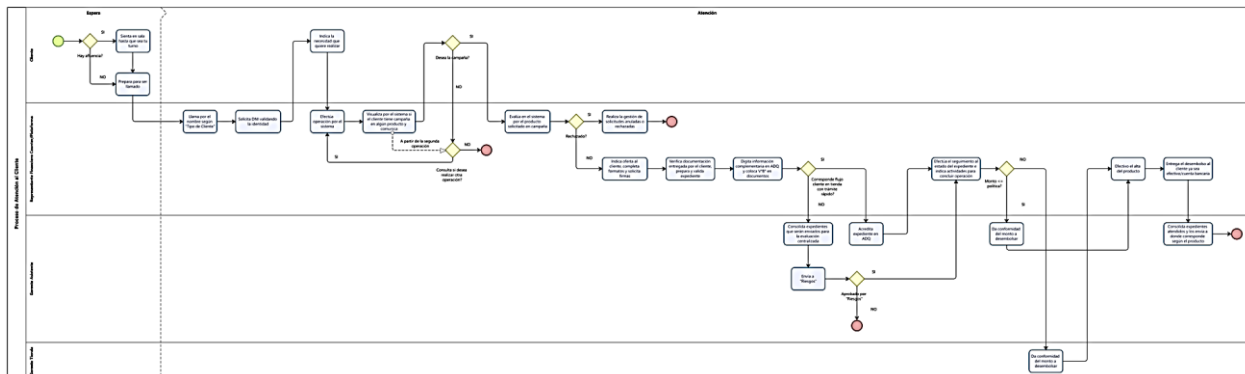 Espera
Atención
Proceso de Atención al Cliente
Cliente
Hay afluencia?
SI
NO
Sienta en sala
hasta que sea su
turno
Prepara para ser
llamado
Indica la
necesidad que
quiere realizar
Desea la campaña?
SI
NO
Llama por el
nombre según
"Tipo de Cliente"
Solicita DNI validando
la identidad
Efectúa
operación por el
sistema
Visualiza por el sistema si
el cliente tiene campaña
en algún producto y
A partir de la segunda
operación
SI
NO
Consulta si desea
realizar otra
operación?
Evalúa en el sistema
por el producto
solicitado en campaña
Rechazado?
SI
NO
Realiza la gestión de
solicitudes anuladas o
rechazadas
Indica oferta al
cliente, completa
formatos y solicita
firmas
Verifica documentación
entregada por el cliente,
prepara y valida
expediente
Digita información
complementaria en ADQ
y coloca V°B° en
documentos
Corresponde flujo
cliente en tienda
con trámite
rápido?
SI
NO
Efectúa el seguimiento al
estado del expediente e
indica actividades para
concluir operación
Monto <=
política?
NO
SI
Efectúa el alta
del producto
Entrega el desembolso al
cliente ya sea
efectivo/cuenta bancaria
Gerente Asistente
Consolida expedientes
que serán enviados para
la evaluación
centralizada
Acredita
expediente en
ADQ
Envía a
"Riesgos"
Aprobado por
"Riesgos"
SI
NO
Da conformidad
del monto a
desembolsar
Consolida expedientes
atendidos y los envía a
donde corresponde
según el producto
Gerente Tienda
Da conformidad
del monto a
desembolsar